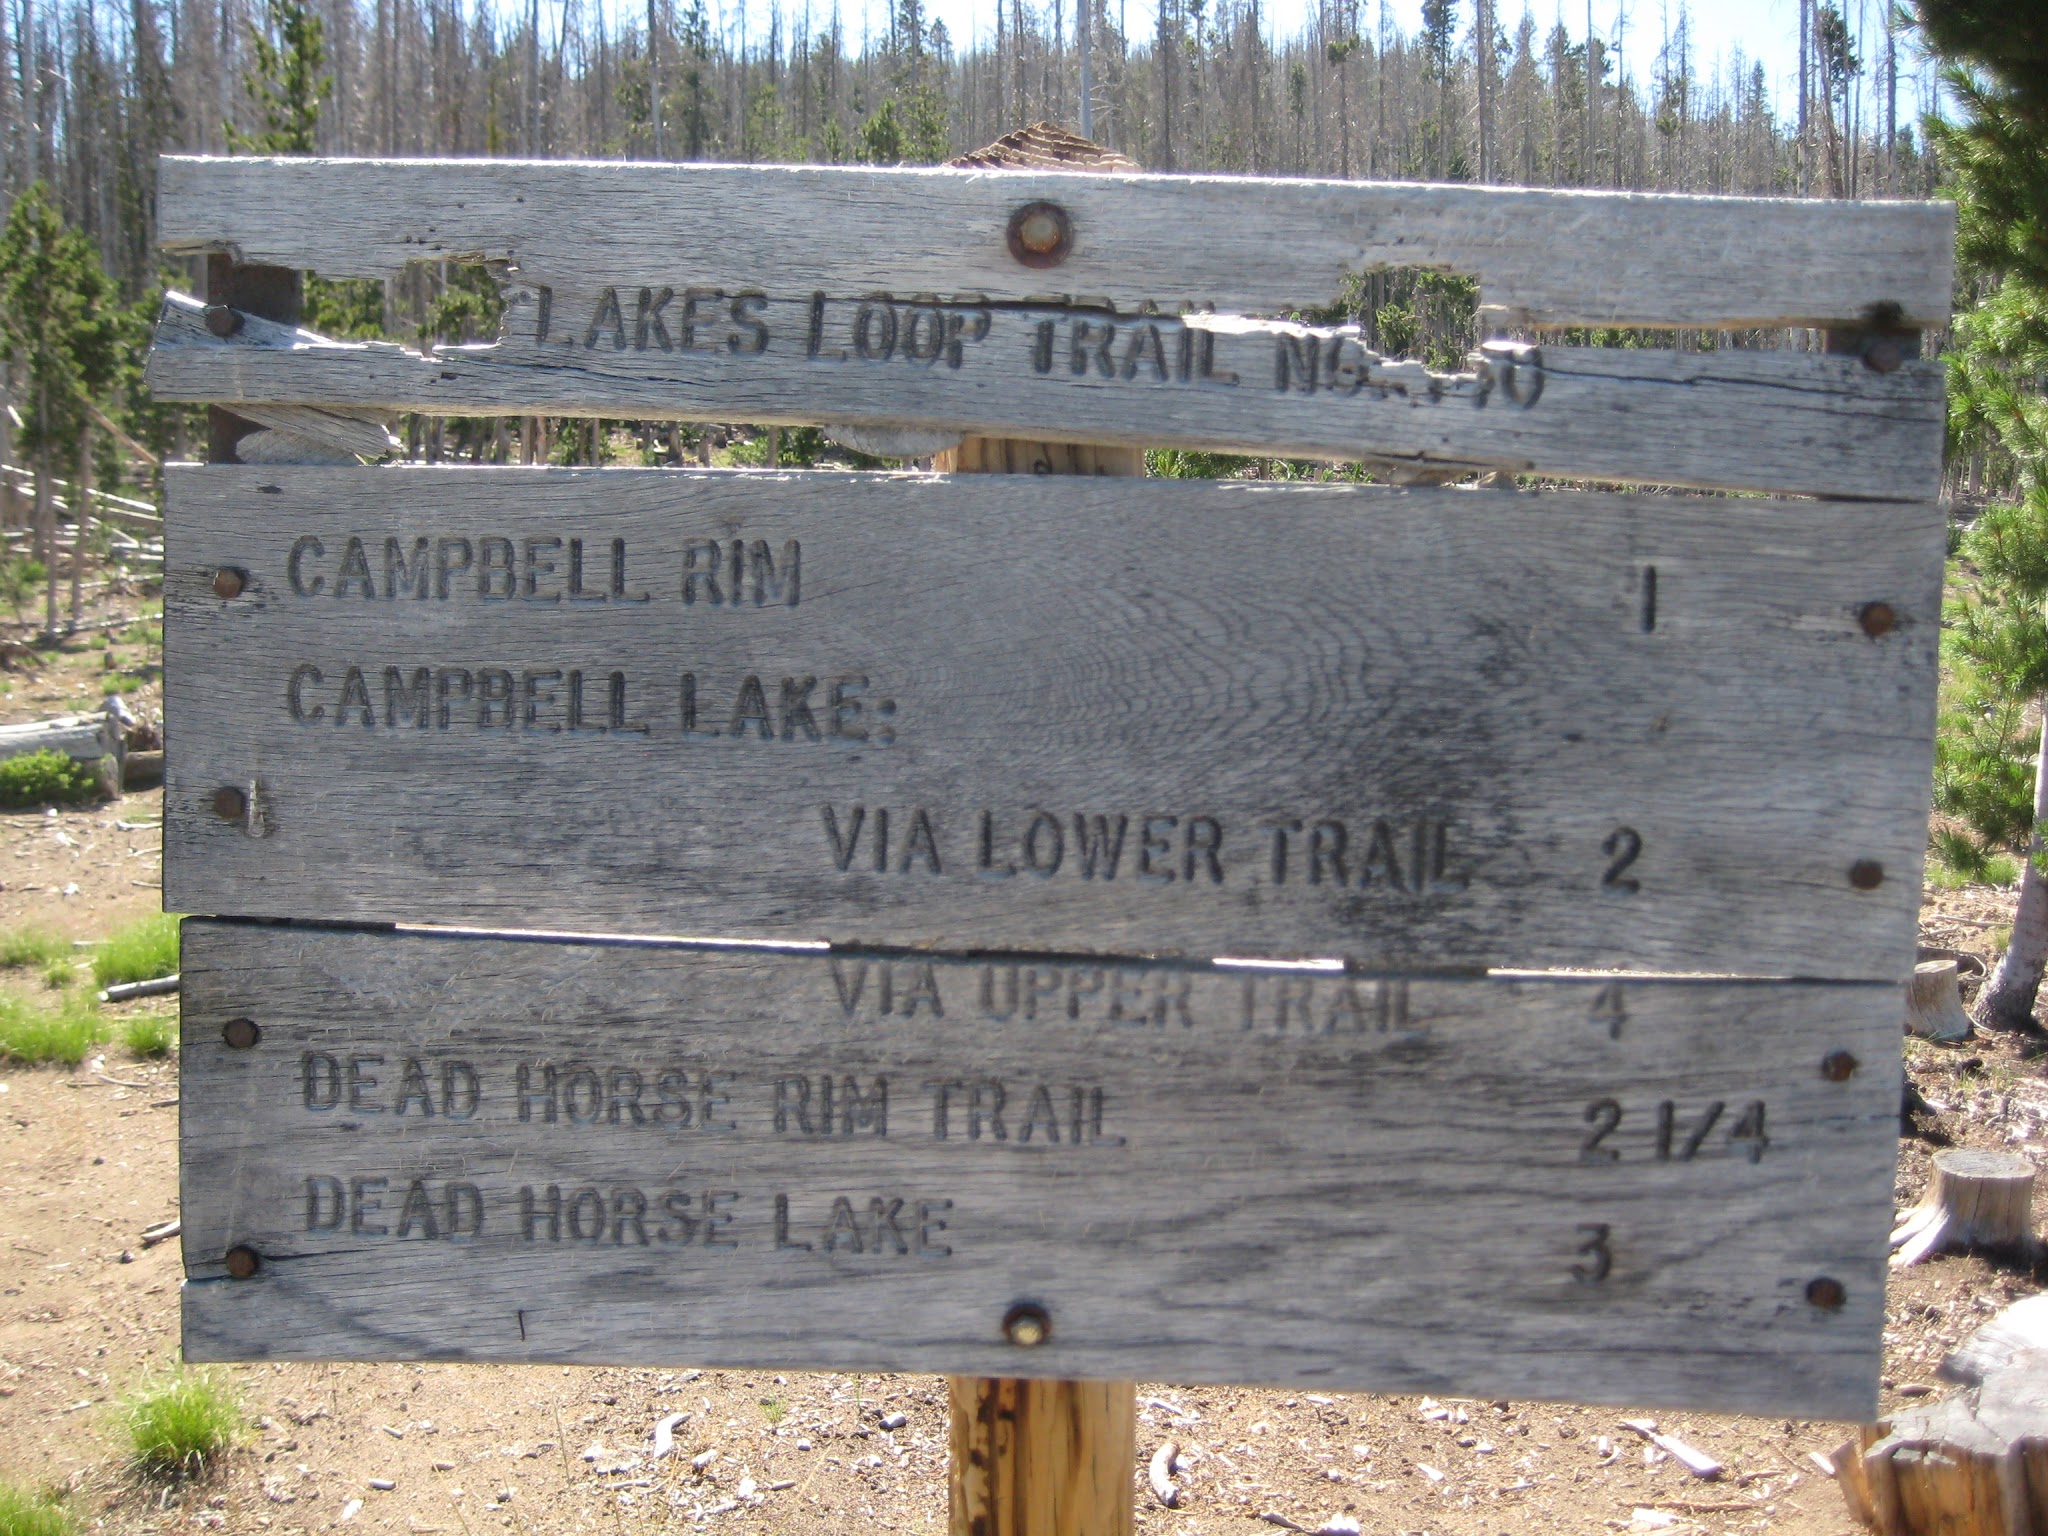 LAKES LOOP TRAIL NO.
CAMPBELL RIM 1
CAMPBELL LAKE:
VIA LOWER TRAIL 2
VIA UPPER TRAIL 4
DEAD HORSE RIM TRAIL 2 1/4
DEAD HORSE LAKE 3